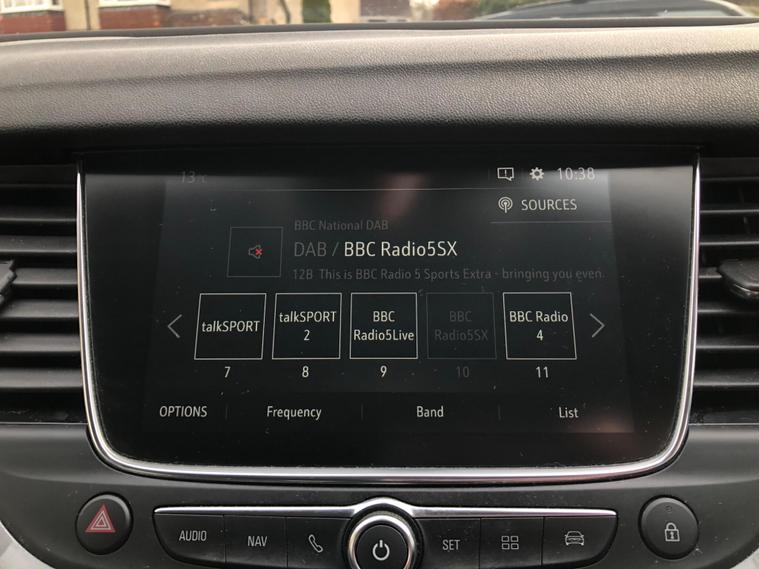 13°C 10:38
SOURCES
BBC National DAB
DAB / BBC Radio5SX
12B This is BBC Radio 5 Sports Extra - bringing you even
talkSPORT
talkSPORT
2
BBC
Radio5Live
BBC
Radio5SX
BBC Radio
4
7 8 9 10 11
OPTIONS Frequency Band List
AUDIO NAV SET